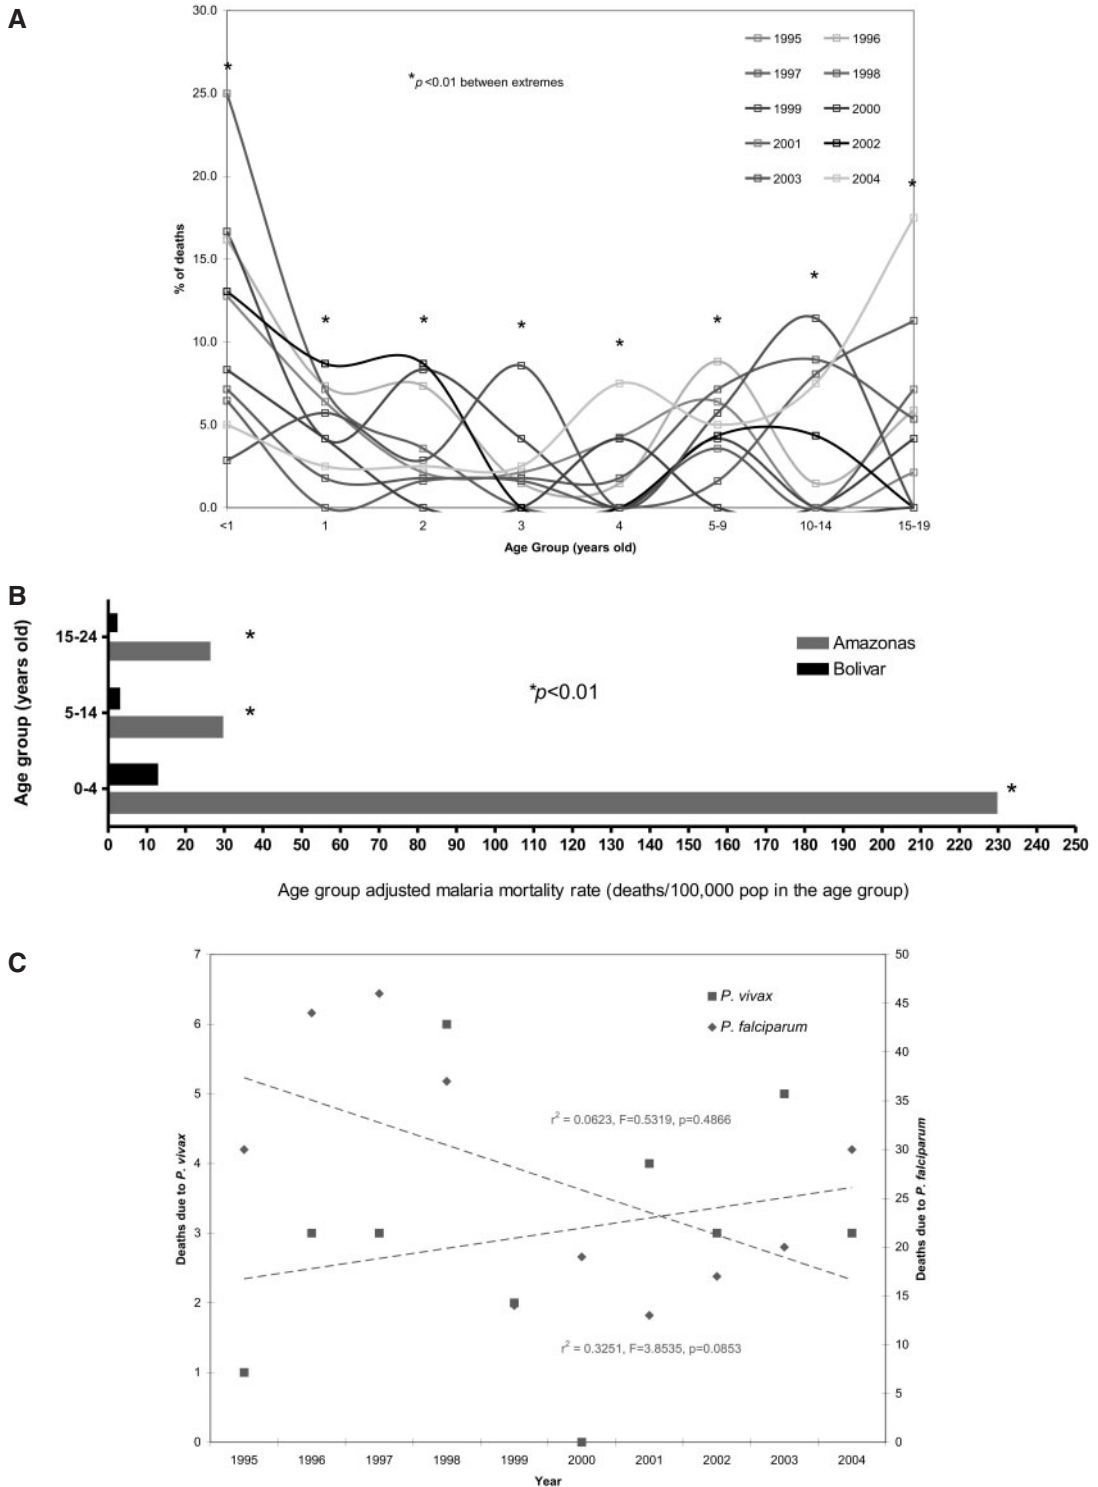 A
30.0
25.0
20.0
15.0
10.0
5.0
0.0
% of deaths
*
*p<0.01 between extremes
1995 1996
1997 1998
1999 2000
2001 2002
2003 2004
*
*
* * * * *
<1 1 2 3 4 5-9 10-14 15-19
Age Group (years old)
B
Age group (years old)
15-24 *
5-14 *
0-4 *
*p<0.01
Amazonas
Bolivar
0 10 20 30 40 50 60 70 80 90 100 110 120 130 140 150 160 170 180 190 200 210 220 230 240 250
Age group adjusted malaria mortality rate (deaths/100,000 pop in the age group)
C
7
6
5
4
3
2
1
0
Deaths due to P. vivax
P. vivax
P. falciparum
r² = 0.0623, F=0.5319, p=0.4866
r² = 0.3251, F=3.8535, p=0.0853
50
45
40
35
30
25
20
15
10
5
0
Deaths due to P. falciparum
1995 1996 1997 1998 1999 2000 2001 2002 2003 2004
Year